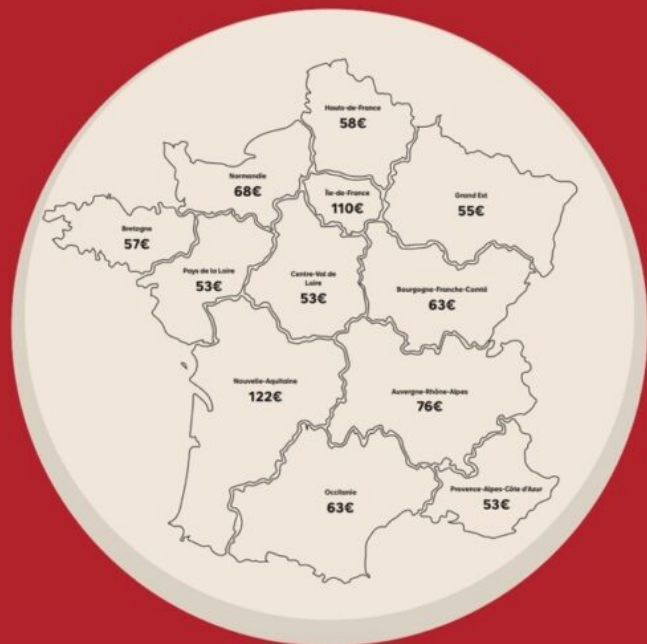 Hauts-de-France
58€
Normandie
68€
Île-de-France
110€
Grand Est
55€
Bretagne
57€
Pays de la Loire
53€
Centre-Val de
Loire
53€
Bourgogne-Franche-Comté
63€
Nouvelle-Aquitaine
122€
Auvergne-Rhône-Alpes
76€
Occitanie
63€
Provence-Alpes-Côte d'Azur
53€